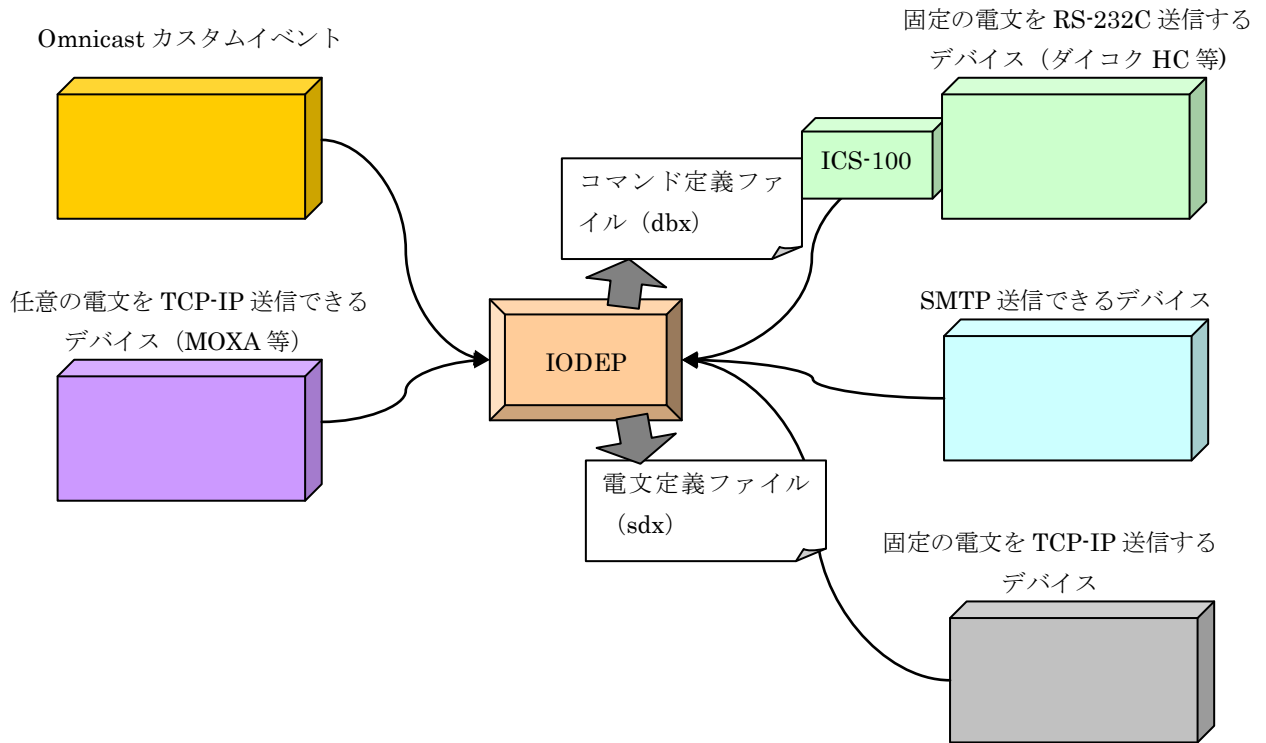 Omnicast カスタムイベント
固定の電文を RS-232C 送信する
デバイス（ダイコク HC 等)
ICS-100
コマンド定義ファ
イル（dbx）
任意の電文を TCP-IP 送信できる
デバイス（MOXA 等）
IODEP
SMTP 送信できるデバイス
電文定義ファイル
（sdx）
固定の電文を TCP-IP 送信する
デバイス